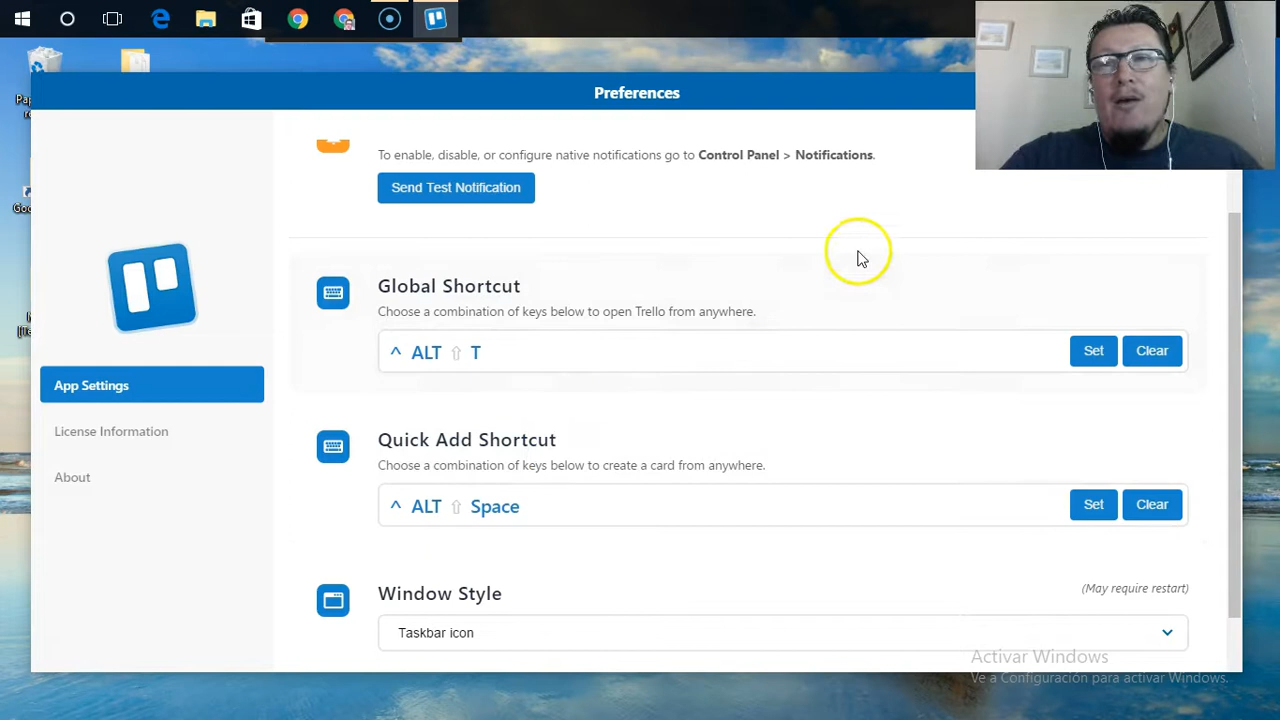 Preferences
To enable, disable, or configure native notifications go to Control Panel > Notifications.
Send Test Notification
Global Shortcut
Choose a combination of keys below to open Trello from anywhere.
^ ALT ⇧ T
Set
Clear
App Settings
License Information
About
Quick Add Shortcut
Choose a combination of keys below to create a card from anywhere.
^ ALT ⇧ Space
Set
Clear
Window Style
(May require restart)
Taskbar icon
Activar Windows
Ve a Configuración para activar Windows.